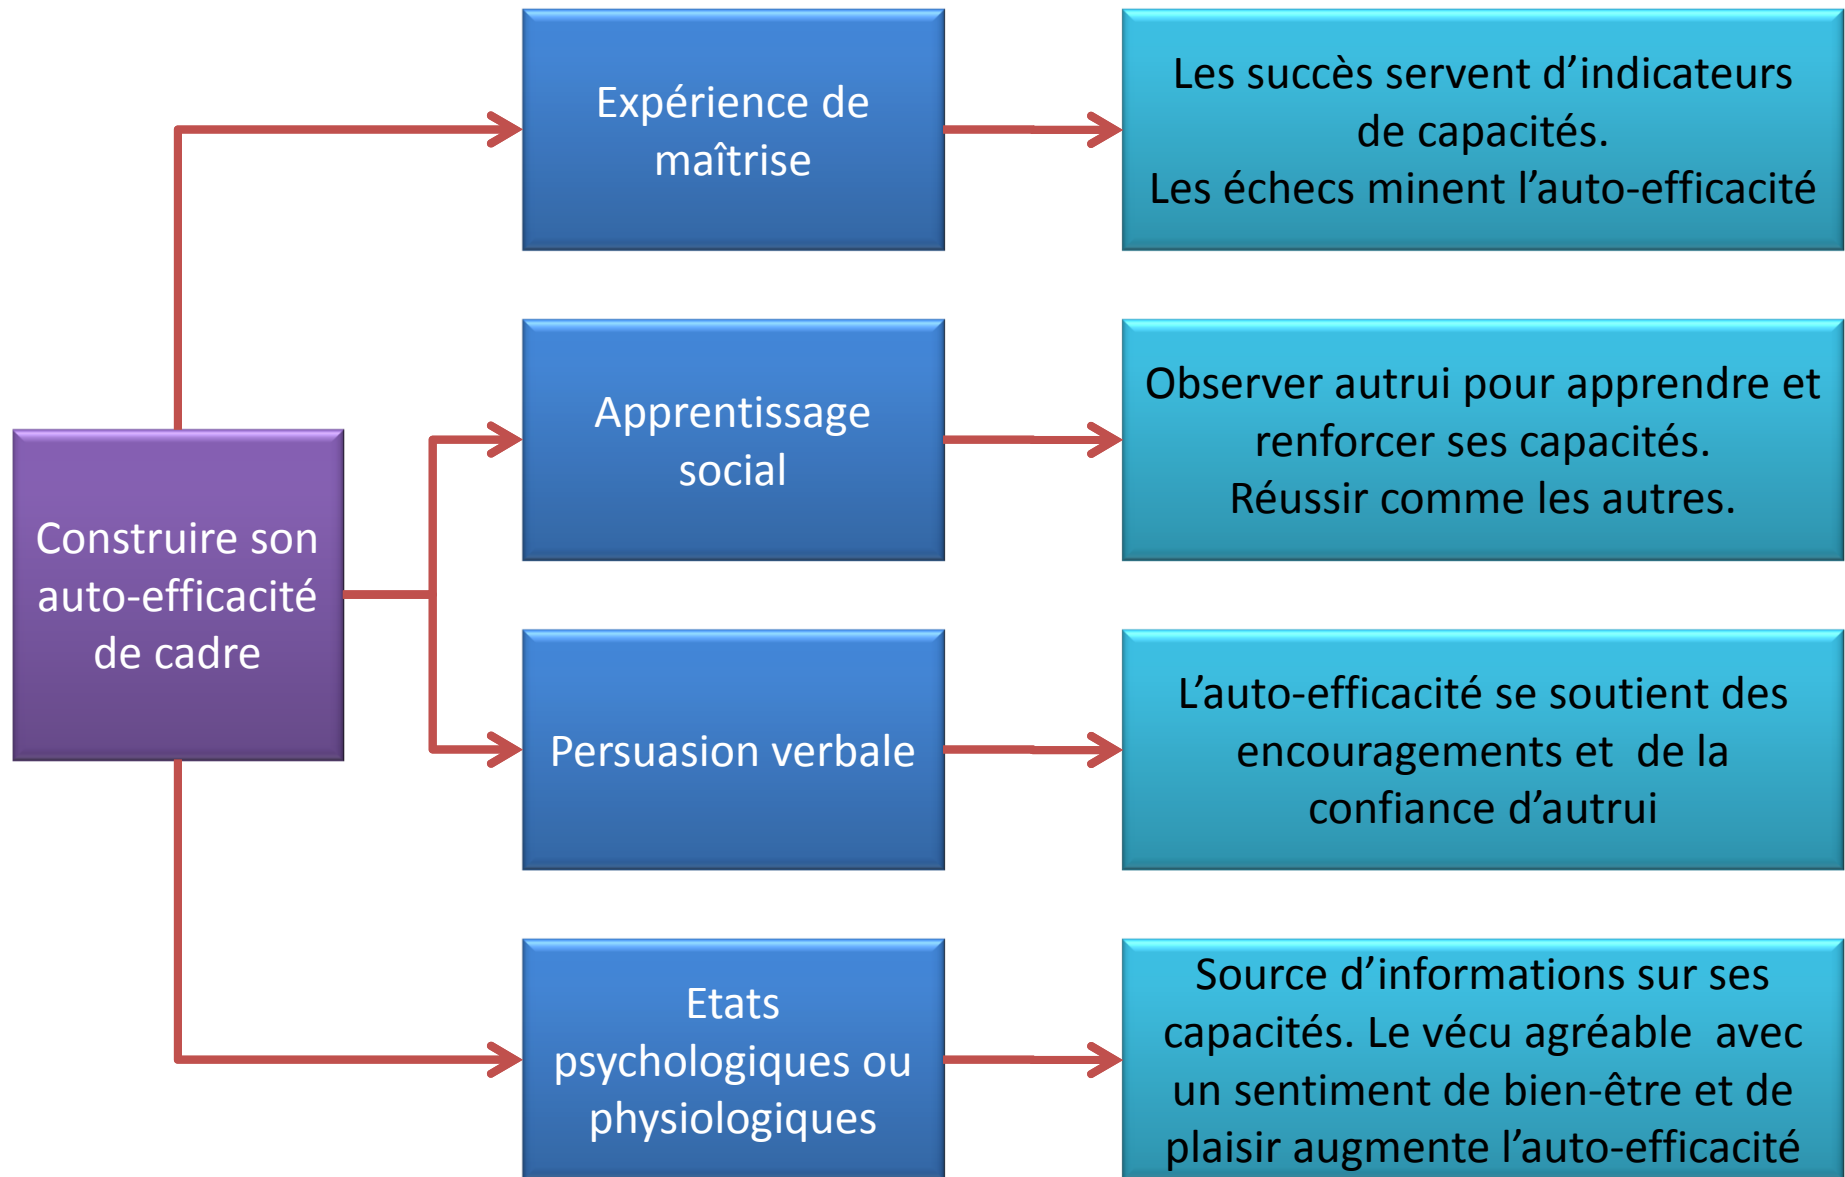 Expérience de
maîtrise
Les succès servent d’indicateurs
de capacités.
Les échecs minent l’auto-efficacité
Construire son
auto-efficacité
de cadre
Apprentissage
social
Observer autrui pour apprendre et
renforcer ses capacités.
Réussir comme les autres.
Persuasion verbale
L’auto-efficacité se soutient des
encouragements et  de la
confiance d’autrui
Etats
psychologiques ou
physiologiques
Source d’informations sur ses
capacités. Le vécu agréable  avec
un sentiment de bien-être et de
plaisir augmente l’auto-efficacité